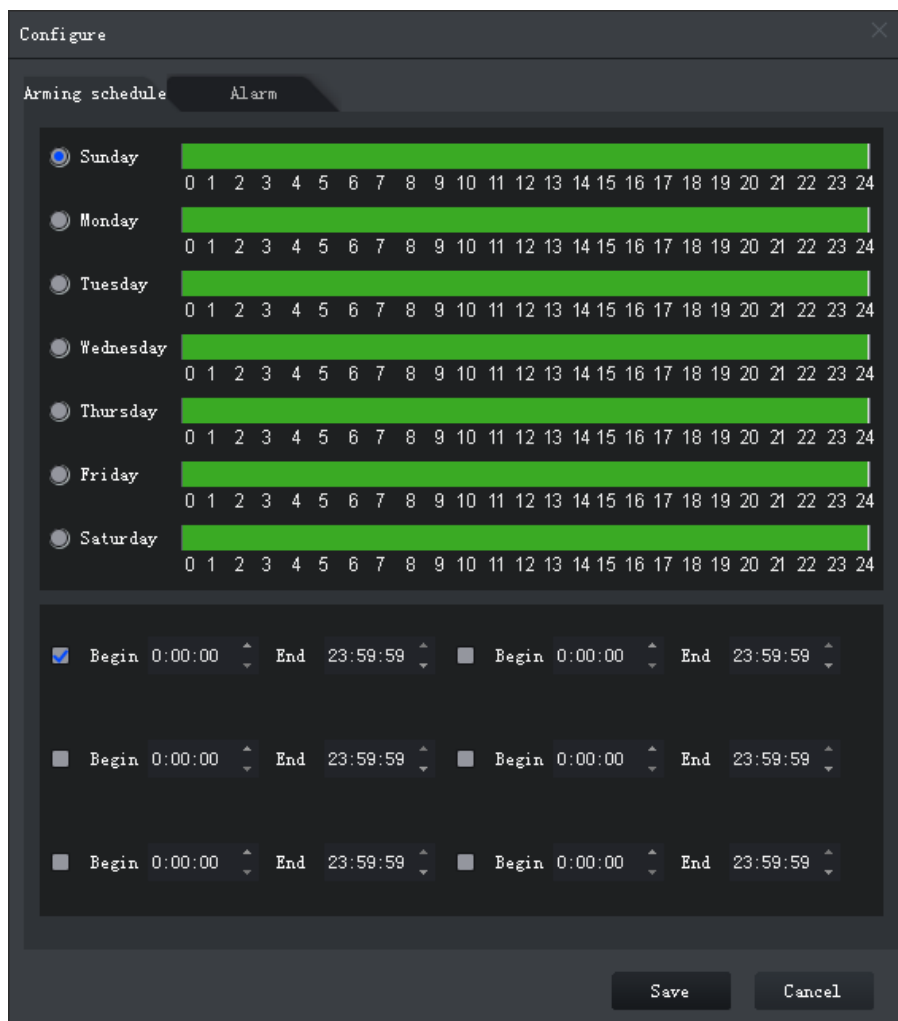 Configure
Arming schedule Alarm
Sunday
0 1 2 3 4 5 6 7 8 9 10 11 12 13 14 15 16 17 18 19 20 21 22 23 24
Monday
0 1 2 3 4 5 6 7 8 9 10 11 12 13 14 15 16 17 18 19 20 21 22 23 24
Tuesday
0 1 2 3 4 5 6 7 8 9 10 11 12 13 14 15 16 17 18 19 20 21 22 23 24
Wednesday
0 1 2 3 4 5 6 7 8 9 10 11 12 13 14 15 16 17 18 19 20 21 22 23 24
Thursday
0 1 2 3 4 5 6 7 8 9 10 11 12 13 14 15 16 17 18 19 20 21 22 23 24
Friday
0 1 2 3 4 5 6 7 8 9 10 11 12 13 14 15 16 17 18 19 20 21 22 23 24
Saturday
0 1 2 3 4 5 6 7 8 9 10 11 12 13 14 15 16 17 18 19 20 21 22 23 24
Begin 0:00:00 End 23:59:59 Begin 0:00:00 End 23:59:59
Begin 0:00:00 End 23:59:59 Begin 0:00:00 End 23:59:59
Begin 0:00:00 End 23:59:59 Begin 0:00:00 End 23:59:59
Save Cancel